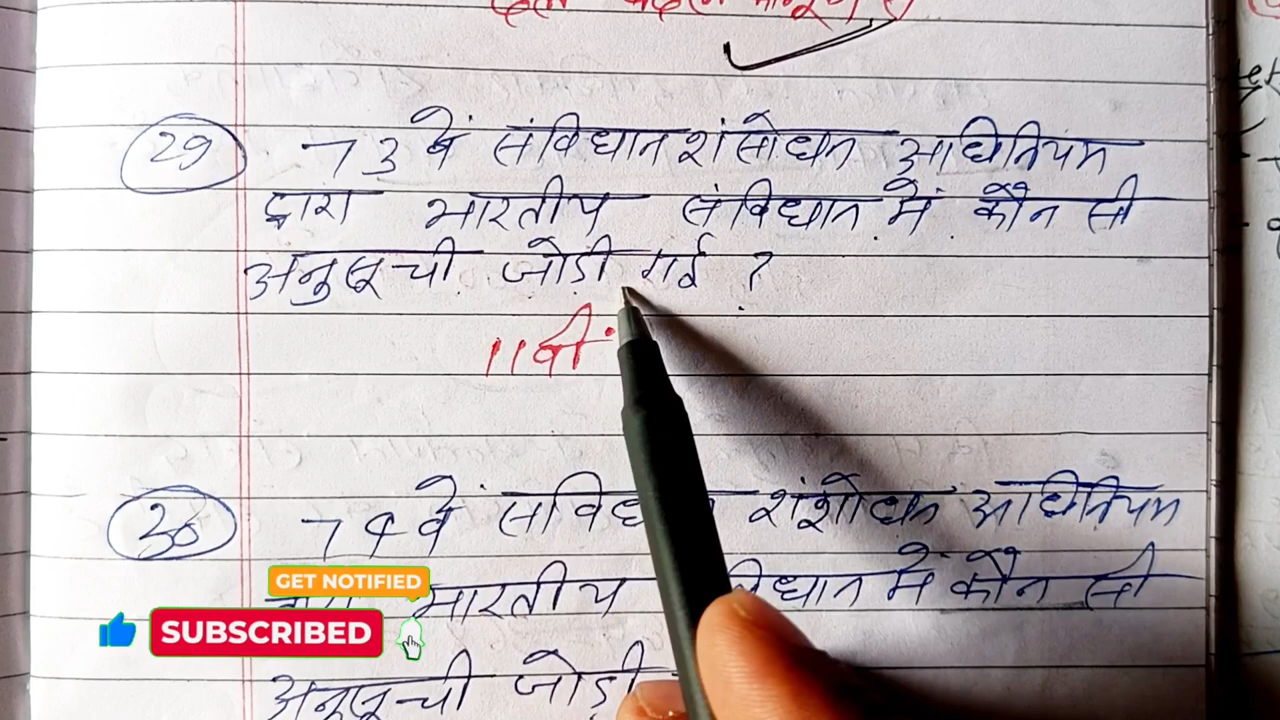 29 73 वें संविधान शंसोधन अधिनियम
द्वारा भारतीय संविधान में कौन सी
अनुसूची जोड़ी गई ?
11वीं
30 74 वें शंशोधन अधिनियम
भारतीय में कौन सी
अनुसूची जोड़ी
GET NOTIFIED
SUBSCRIBED